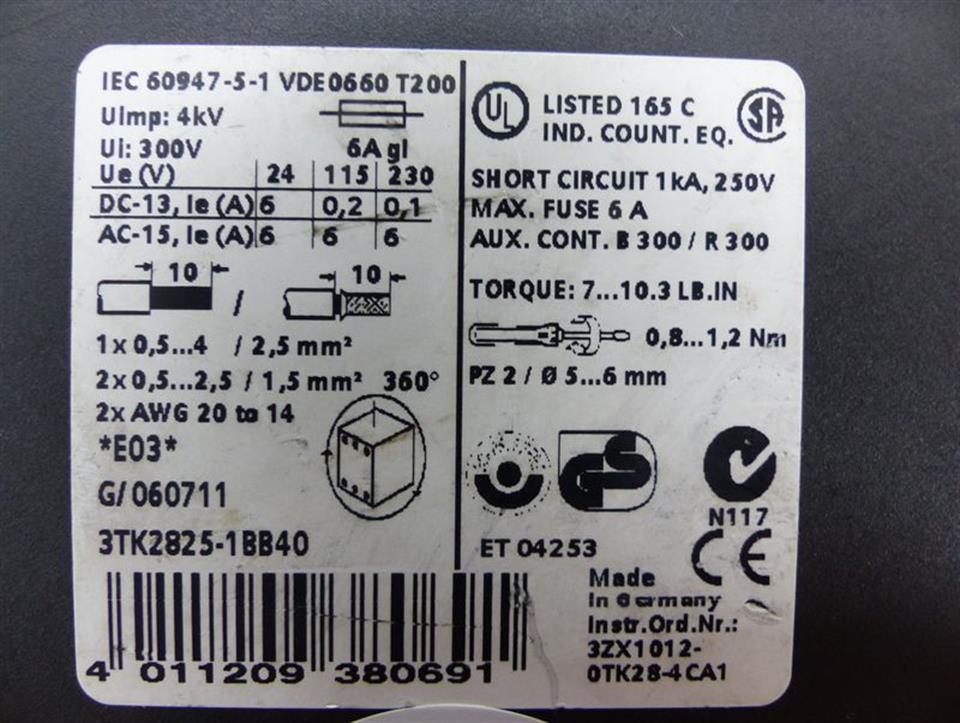 IEC 60947-5-1 VDE0660 T200
UImp: 4kV
Ui: 300V 6A gl
Ue (V) 24 115 230
DC-13, Ie (A) 6 0,2 0,1
AC-15, Ie (A) 6 6 6
10 / 10
1 x 0,5...4 / 2,5 mm²
2 x 0,5...2,5 / 1,5 mm² 360°
2x AWG 20 to 14
*E03*
G/060711
3TK2825-1BB40
4 011209 380691
UL LISTED 165 C SA
IND. COUNT. EQ.
SHORT CIRCUIT 1kA, 250V
MAX. FUSE 6 A
AUX. CONT. B 300 / R 300
TORQUE: 7...10.3 LB.IN
0,8...1,2 Nm
PZ 2 / Ø 5...6 mm
GS
N117
ET 04253 CE
Made
In Germany
Instr.Ord.Nr.:
3ZX1012-
0TK28-4CA1